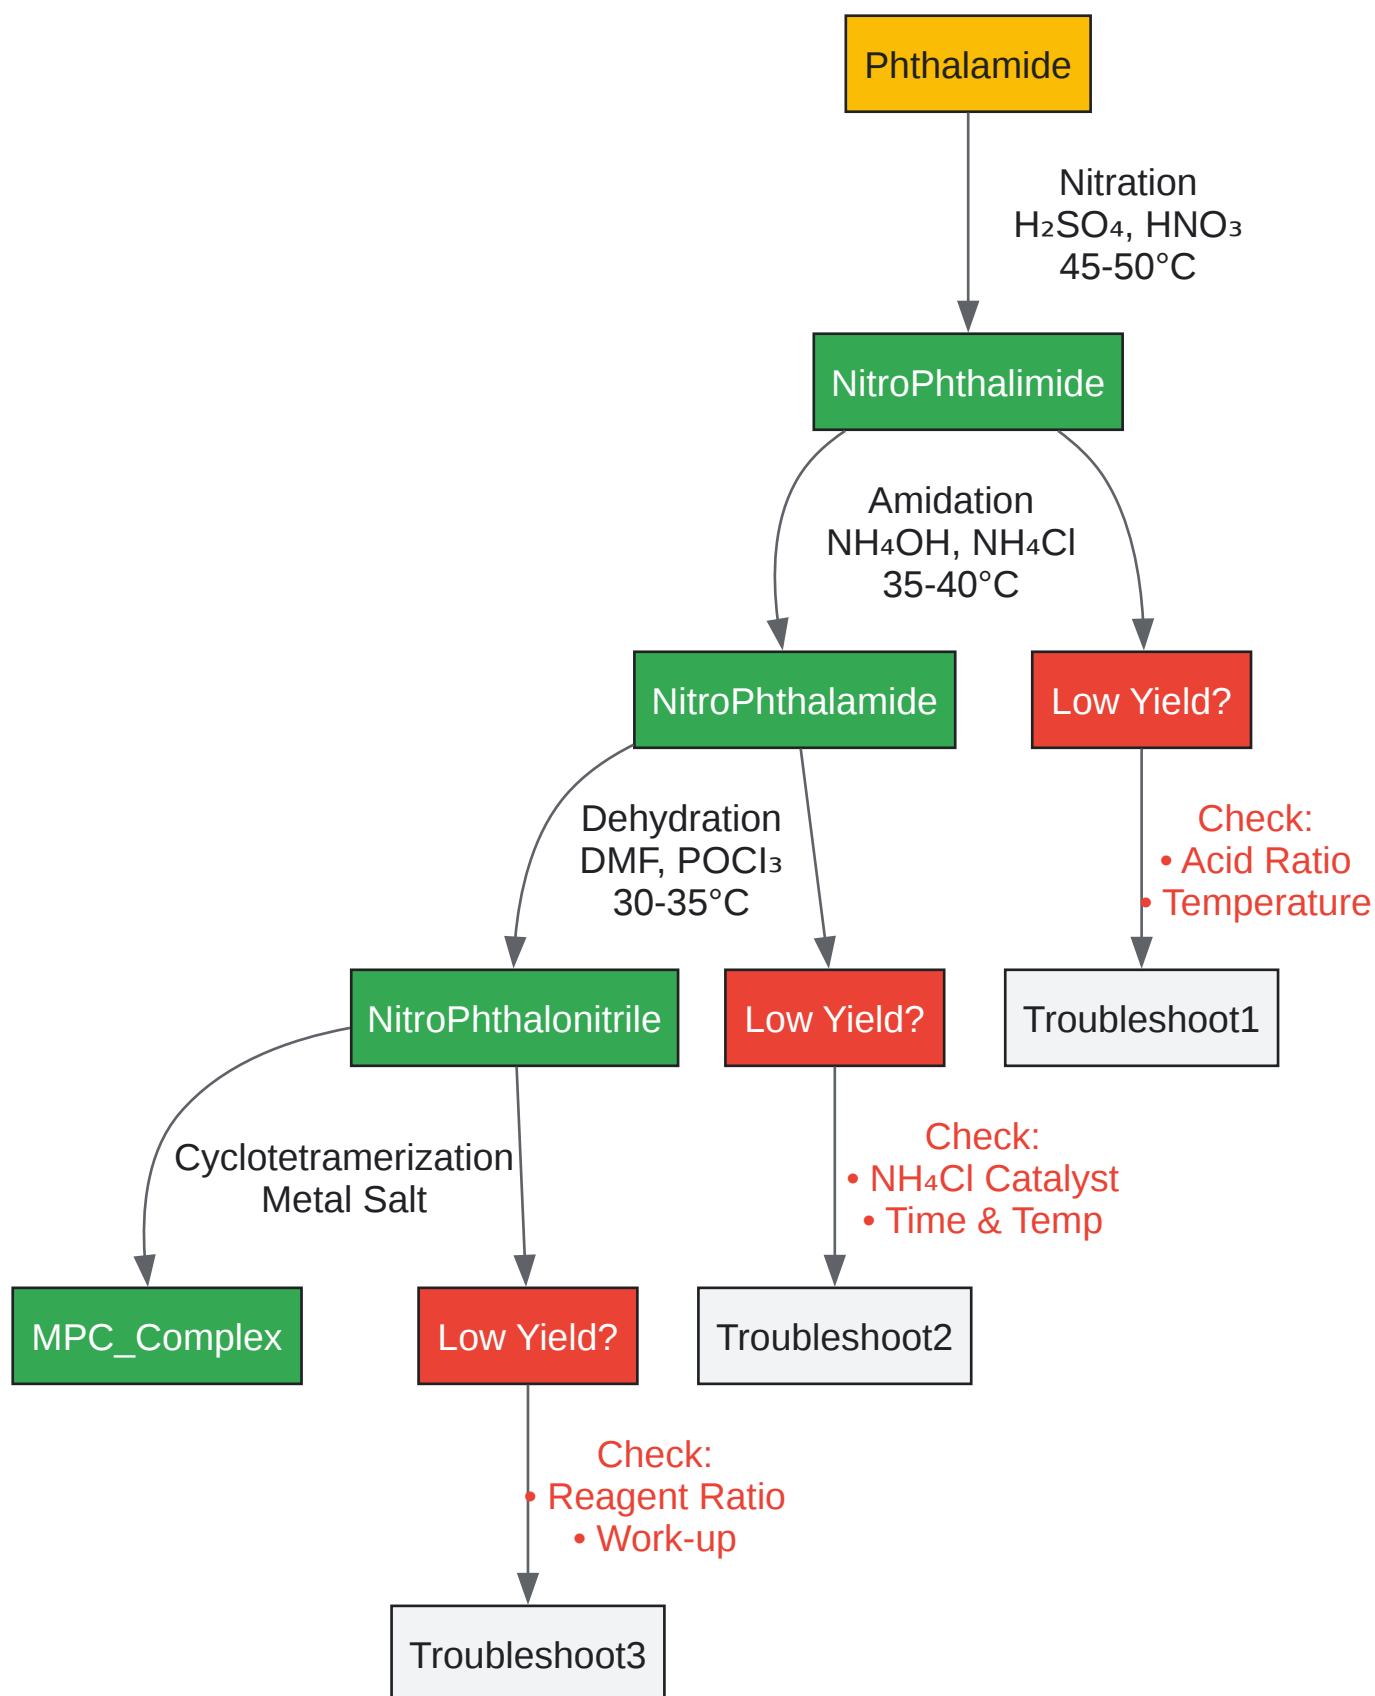 Phthalamide
Nitration
H₂SO₄, HNO₃
45-50°C
NitroPhthalimide
Amidation
NH₄OH, NH₄Cl
35-40°C
NitroPhthalamide
Low Yield?
Dehydration
DMF, POCl₃
30-35°C
Check:
• Acid Ratio
• Temperature
NitroPhthalonitrile
Low Yield?
Troubleshoot1
Cyclotetramerization
Metal Salt
Check:
• NH₄Cl Catalyst
• Time & Temp
MPC_Complex
Low Yield?
Troubleshoot2
Check:
• Reagent Ratio
• Work-up
Troubleshoot3